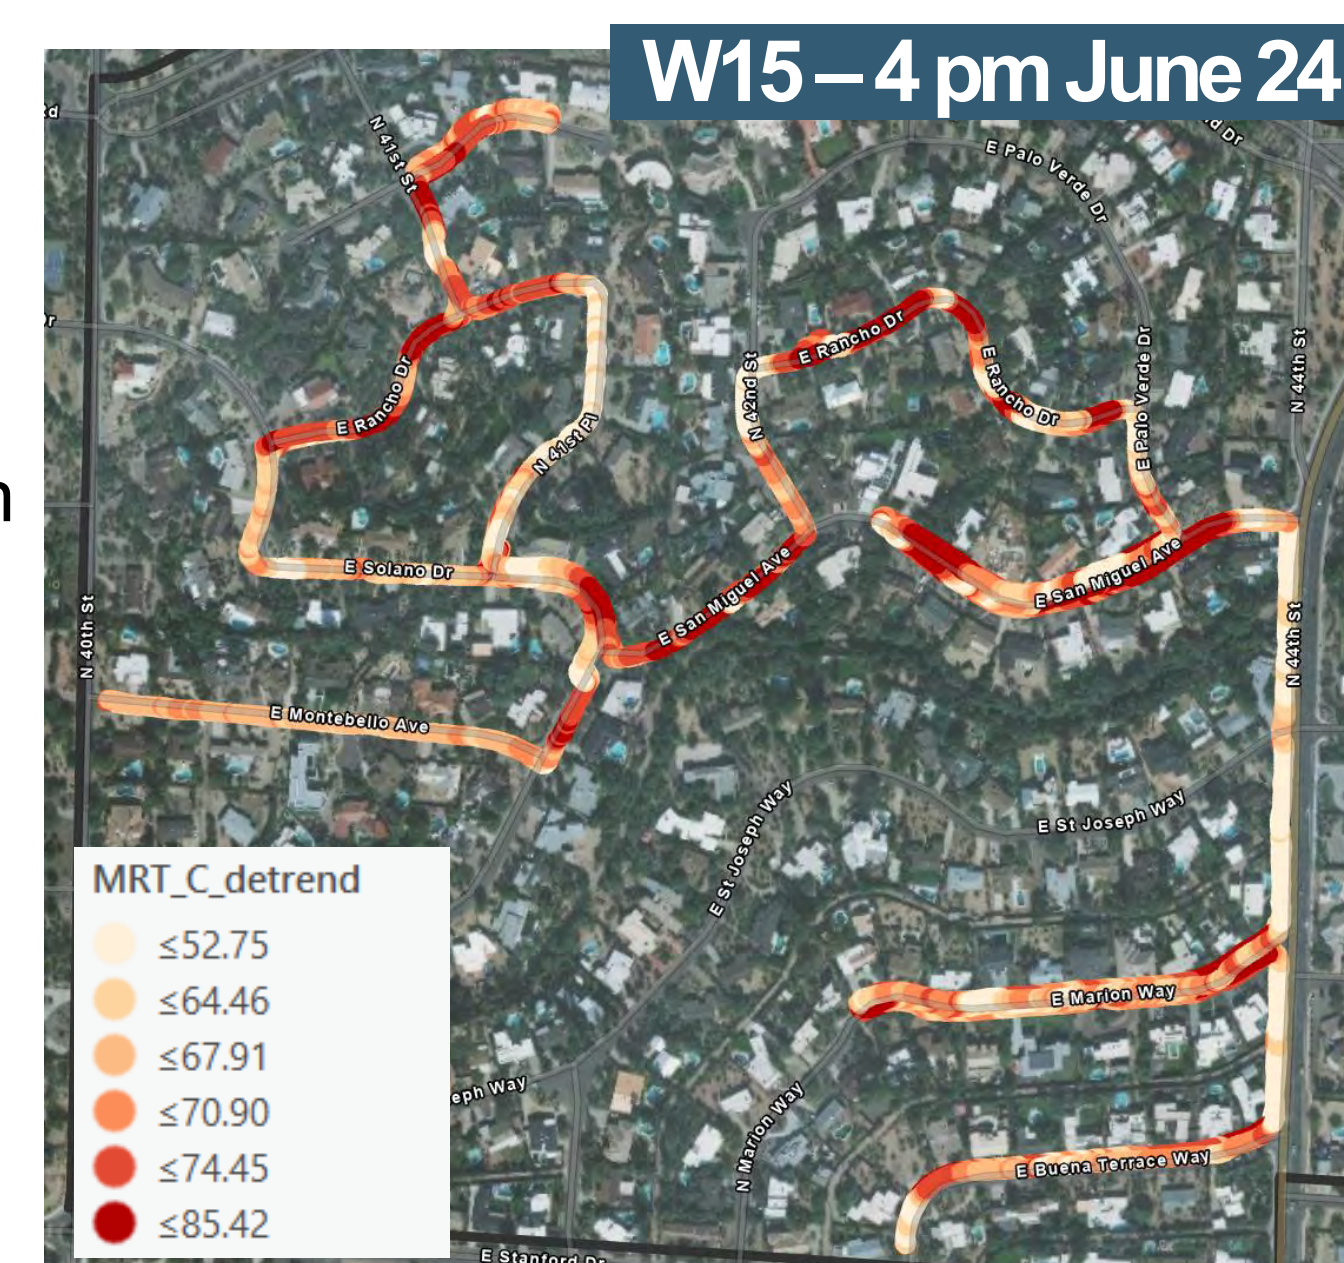 W15 – 4 pm June 24
N 41st St
E Palo Verde Dr
E Rancho Dr
E Rancho Dr
E Rancho Dr
N 42nd St
E Palo Verde Dr
N 44th St
N 41st Pl
E Solano Dr
E San Miguel Ave
E San Miguel Ave
N 40th St
N 44th St
E Montebello Ave
E St Joseph Way
E St Joseph Way
MRT_C_detrend
≤52.75
≤64.46
≤67.91
≤70.90
≤74.45
≤85.42
E Marion Way
eph Way
N Marion Way
E Buena Terrace Way
E Stanford Dr